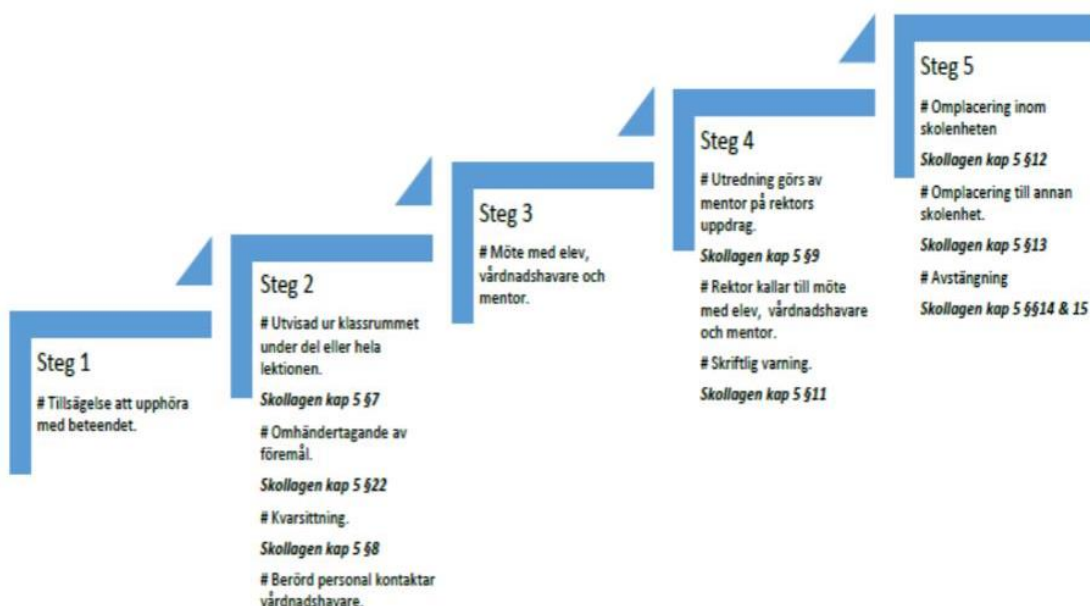 Steg 1
# Tillsägelse att upphöra
med beteendet.
Steg 2
# Utvisad ur klassrummet
under del eller hela
lektionen.
Skollagen kap 5 §7
# Omhändertagande av
föremål.
Skollagen kap 5 §22
# Kvarsittning.
Skollagen kap 5 §8
# Berörd personal kontaktar
vårdnadshavare.
Steg 3
# Möte med elev,
vårdnadshavare och
mentor.
Steg 4
# Utredning görs av
mentor på rektors
uppdrag.
Skollagen kap 5 §9
# Rektor kallar till möte
med elev, vårdnadshavare
och mentor.
# Skriftlig varning.
Skollagen kap 5 §11
Steg 5
# Omplacering inom
skolenheten
Skollagen kap 5 §12
# Omplacering till annan
skolenhet.
Skollagen kap 5 §13
# Avstängning
Skollagen kap 5 §§14 & 15